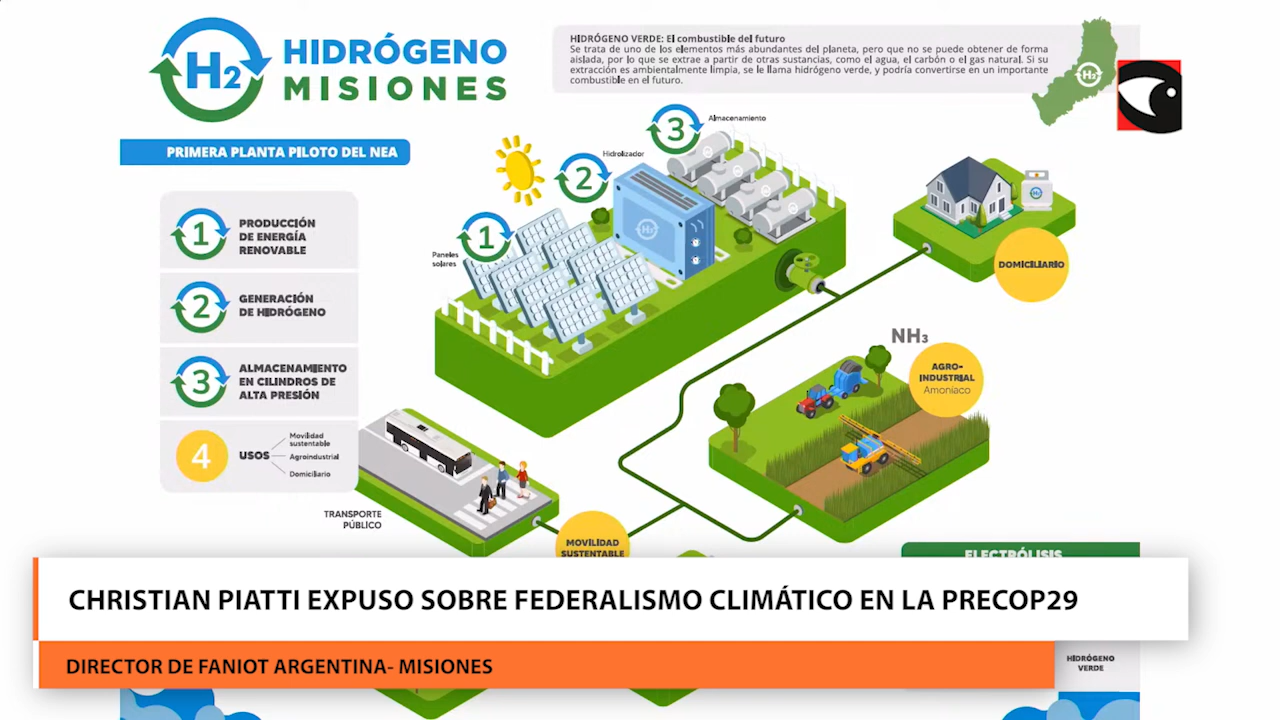 H2
HIDRÓGENO
MISIONES
HIDRÓGENO VERDE: El combustible del futuro
Se trata de uno de los elementos más abundantes del planeta, pero que no se puede obtener de forma
aislada, por lo que se extrae a partir de otras sustancias, como el agua, el carbón o el gas natural. Si su
extracción es ambientalmente limpia, se le llama hidrógeno verde, y podría convertirse en un importante
combustible en el futuro.
H2
PRIMERA PLANTA PILOTO DEL NEA
1
PRODUCCIÓN
DE ENERGÍA
RENOVABLE
2
GENERACIÓN
DE HIDRÓGENO
3
ALMACENAMIENTO
EN CILINDROS DE
ALTA PRESIÓN
4
USOS
Movilidad
sustentable
Agroindustrial
Domiciliario
1
Paneles
solares
2
Hidrolizador
3
Almacenamiento
H2
DOMICILIARIO
NH3
AGRO-
INDUSTRIAL
Amoníaco
TRANSPORTE
PÚBLICO
MOVILIDAD
SUSTENTABLE
ELECTRÓLISIS
CHRISTIAN PIATTI EXPUSO SOBRE FEDERALISMO CLIMÁTICO EN LA PRECOP29
DIRECTOR DE FANIOT ARGENTINA- MISIONES
HIDRÓGENO
VERDE